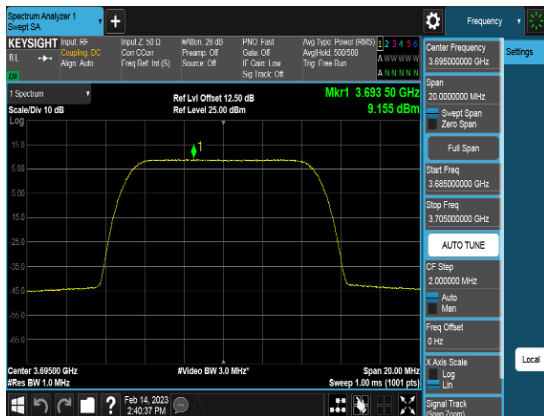 Spectrum Analyzer 1
Swept SA
+
Frequency
KEYSIGHT
Input: RF
Coupling: DC
Align: Auto
Input Z: 50 Ω
Corr CCorr
Freq Ref: Int (S)
#Atten: 28 dB
Preamp: Off
Source: Off
PNO: Fast
Gate: Off
IF Gain: Low
Sig Track: Off
Avg Type: Power (RMS)
Avg|Hold: 500/500
Trig: Free Run
1 2 3 4 5 6
A W W W W W
A N N N N N
RL
1 Spectrum
Scale/Div 10 dB
Log
Ref Lvl Offset 12.50 dB
Ref Level 25.00 dBm
Mkr1 3.693 50 GHz
9.155 dBm
1
15.0
5.00
-5.00
-15.0
-25.0
-35.0
-45.0
-55.0
-65.0
Center 3.69500 GHz
#Res BW 1.0 MHz
#Video BW 3.0 MHz*
Span 20.00 MHz
Sweep 1.00 ms (1001 pts)
Feb 14, 2023
2:40:37 PM
Center Frequency
3.695000000 GHz
Settings
Span
20.0000000 MHz
Swept Span
Zero Span
Full Span
Start Freq
3.685000000 GHz
Stop Freq
3.705000000 GHz
AUTO TUNE
CF Step
2.000000 MHz
Auto
Man
Freq Offset
0 Hz
X Axis Scale
Log
Lin
Local
Signal Track
(Span Zoom)